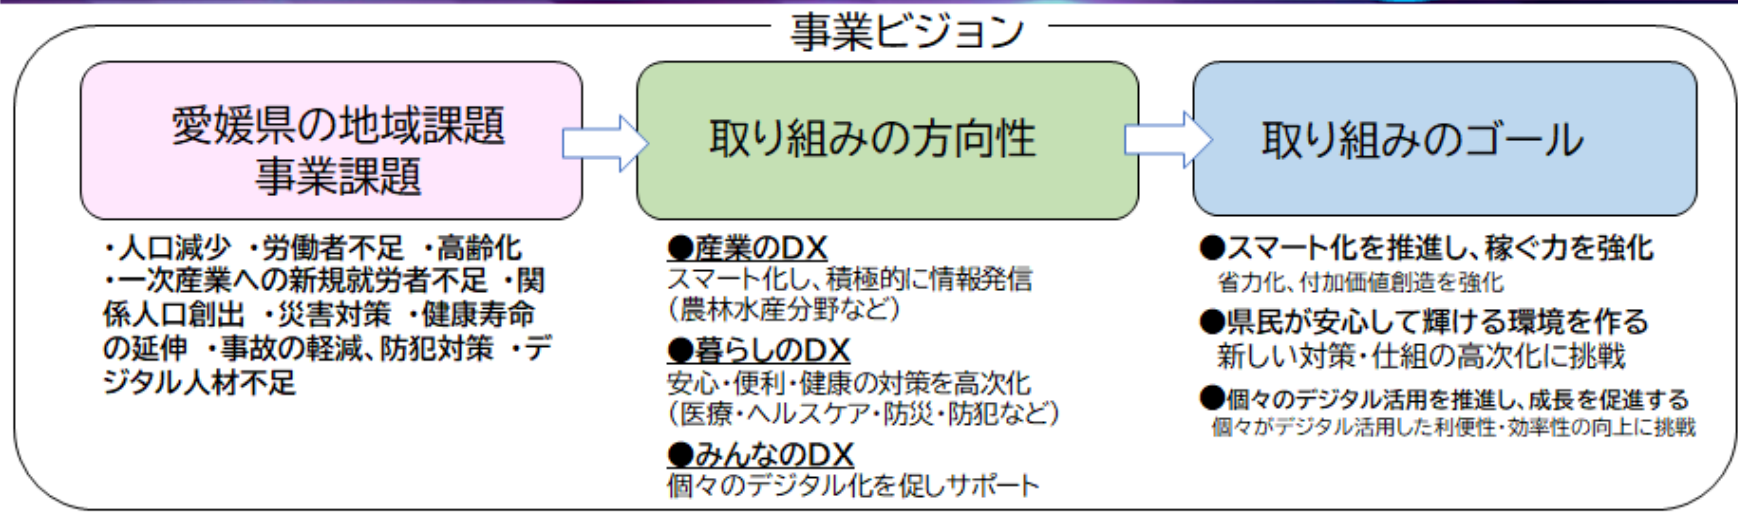 事業ビジョン
愛媛県の地域課題
事業課題
・人口減少 ・労働者不足 ・高齢化
・一次産業への新規就労者不足 ・関
係人口創出 ・災害対策 ・健康寿命
の延伸 ・事故の軽減、防犯対策 ・デ
ジタル人材不足
取り組みの方向性
●産業のDX
スマート化し、積極的に情報発信
（農林水産分野など）
●暮らしのDX
安心・便利・健康の対策を高次化
（医療・ヘルスケア・防災・防犯など）
●みんなのDX
個々のデジタル化を促しサポート
取り組みのゴール
●スマート化を推進し、稼ぐ力を強化
省力化、付加価値創造を強化
●県民が安心して輝ける環境を作る
新しい対策・仕組の高次化に挑戦
●個々のデジタル活用を推進し、成長を促進する
個々がデジタル活用した利便性・効率性の向上に挑戦